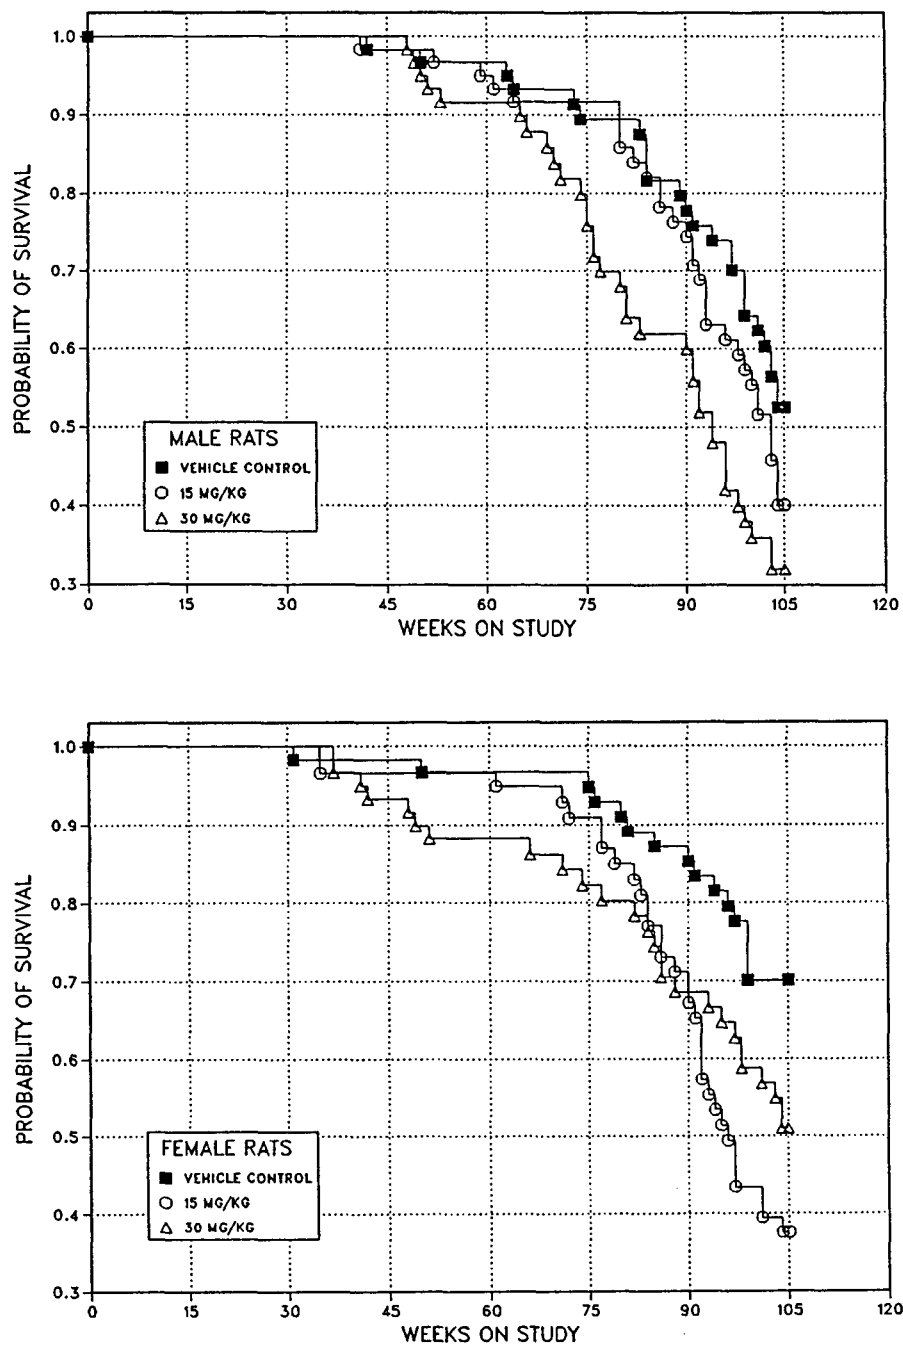 1.0
0.9
0.8
0.7
0.6
0.5
0.4
0.3
PROBABILITY OF SURVIVAL
MALE RATS
VEHICLE CONTROL
15 MG/KG
30 MG/KG
0 15 30 45 60 75 90 105 120
WEEKS ON STUDY
1.0
0.9
0.8
0.7
0.6
0.5
0.4
0.3
PROBABILITY OF SURVIVAL
FEMALE RATS
VEHICLE CONTROL
15 MG/KG
30 MG/KG
0 15 30 45 60 75 90 105 120
WEEKS ON STUDY